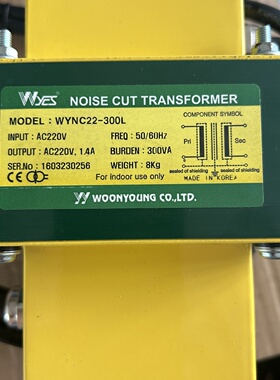 WYES NOISE CUT TRANSFORMER
MODEL : WYNC22-300L
COMPONENT SYMBOL
INPUT : AC220V FREQ : 50/60Hz
OUTPUT : AC220V, 1.4A BURDEN : 300VA
SER.No : 1603230256 WEIGHT : 8Kg
Pri Sec
sealed of shielding sealed of shielding
For indoor use only
MADE IN KOREA
CE
WOONYOUNG CO.,LTD.